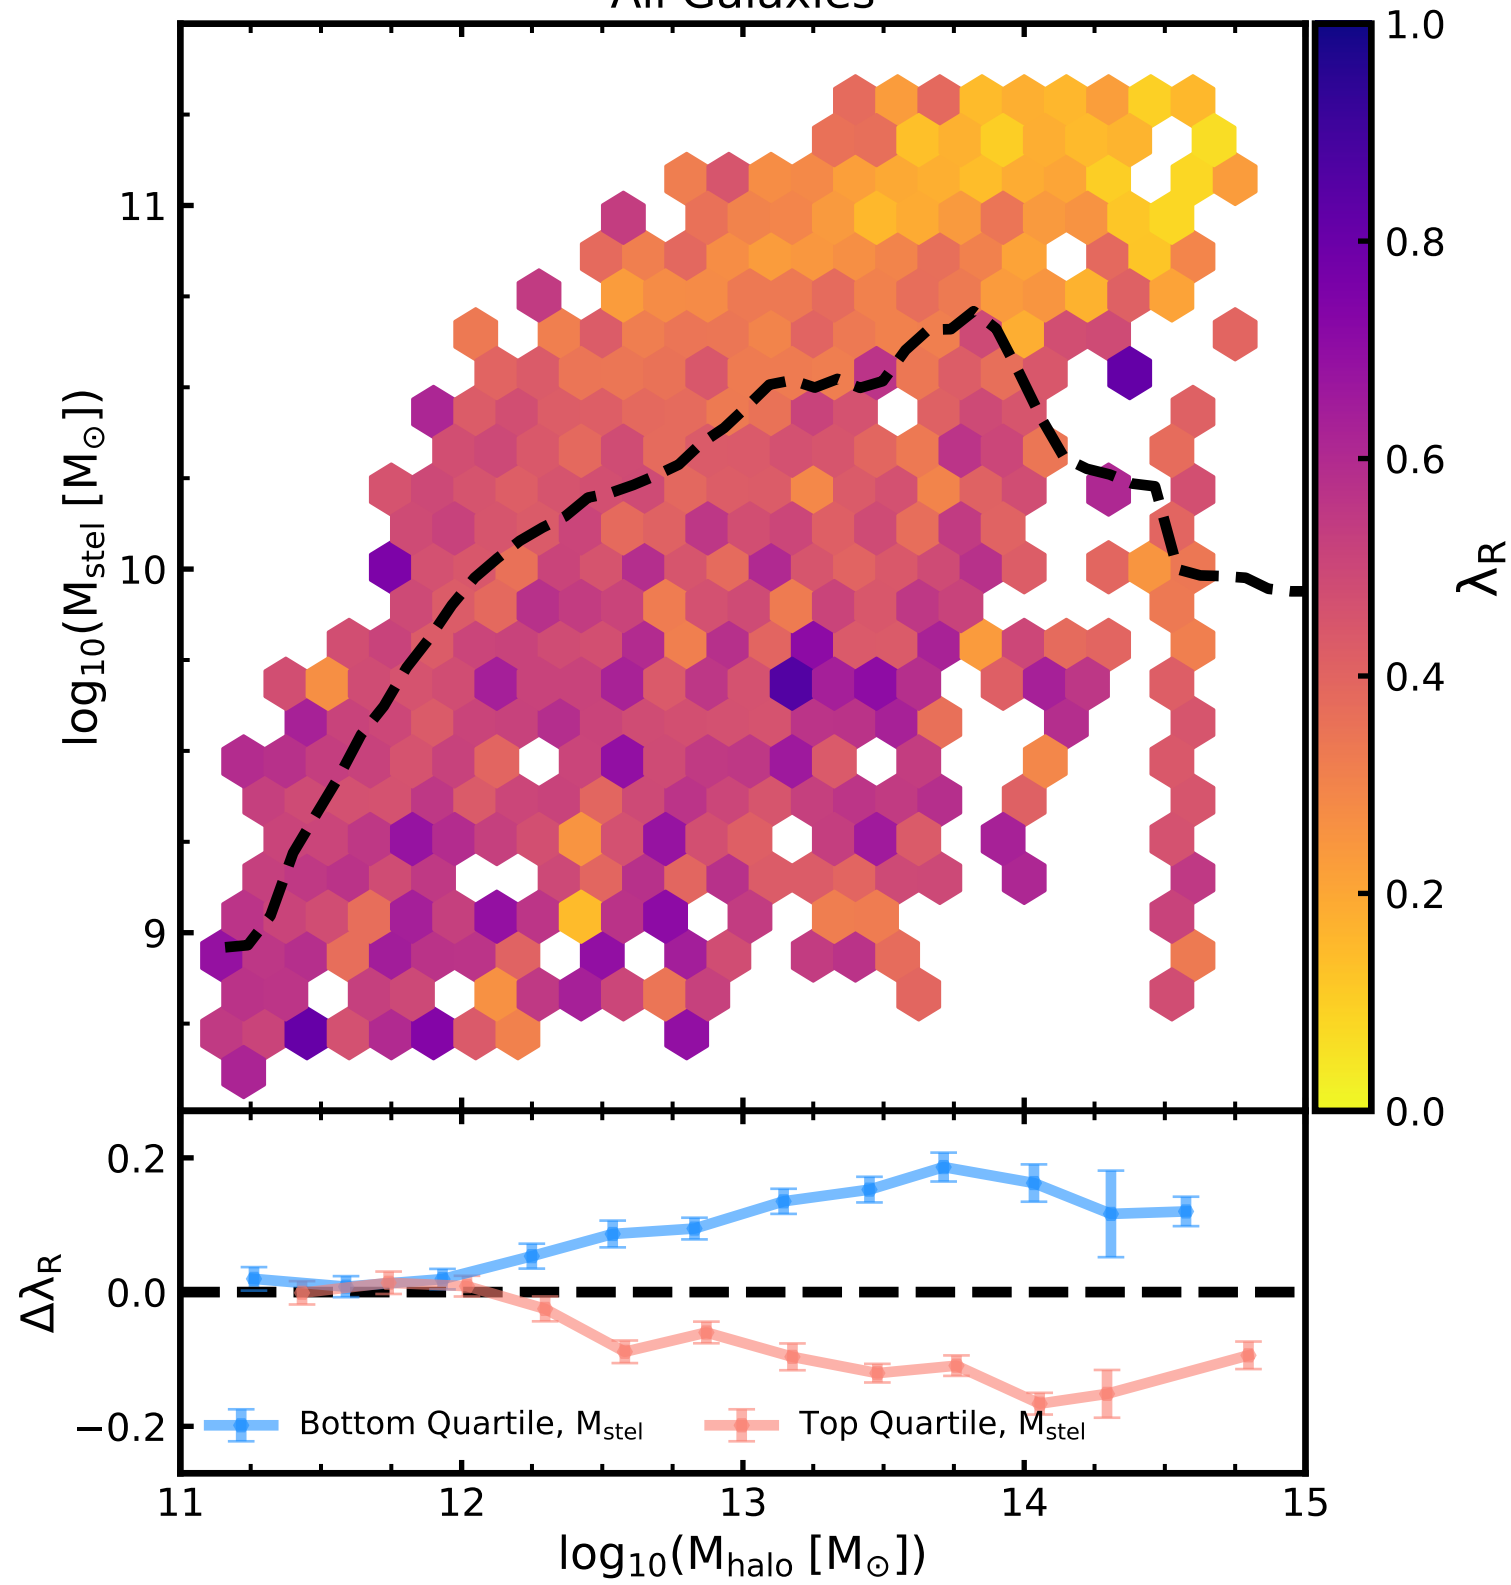 All Galaxies
1.0
0.8
0.6
0.4
0.2
0.0
λR
11
10
9
log10(Mstel [M⊙])
0.2
0.0
−0.2
ΔλR
Bottom Quartile, Mstel
Top Quartile, Mstel
11 12 13 14 15
log10(Mhalo [M⊙])